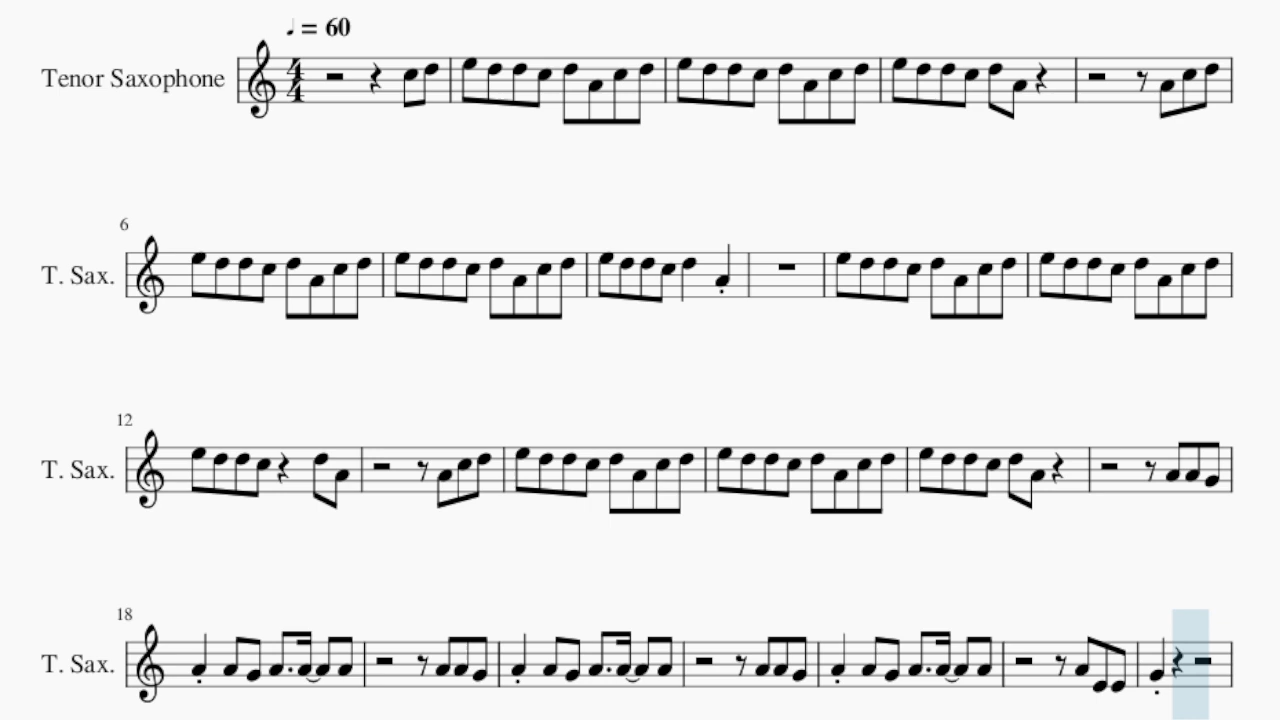 ♩ = 60
Tenor Saxophone
4
4
6
T. Sax.
12
T. Sax.
18
T. Sax.